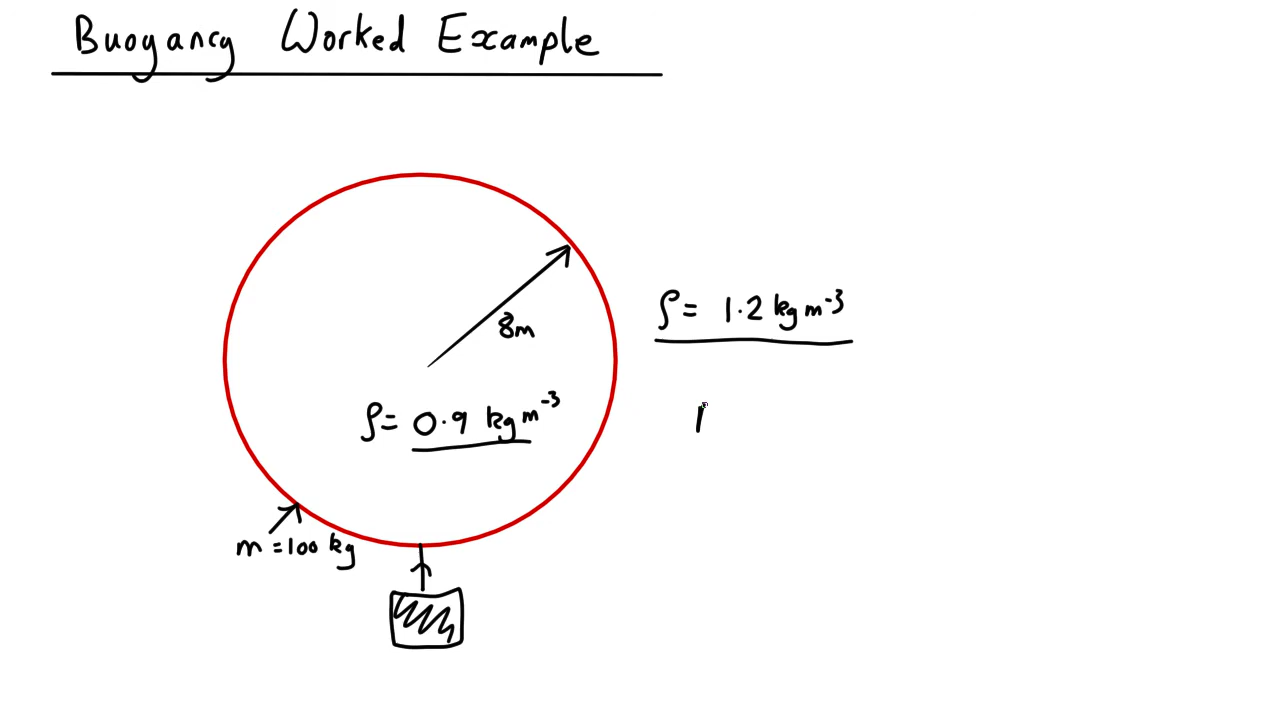 Buoyancy Worked Example
8m
ρ = 1.2 kg m⁻³
ρ = 0.9 kg m⁻³
m = 100 kg